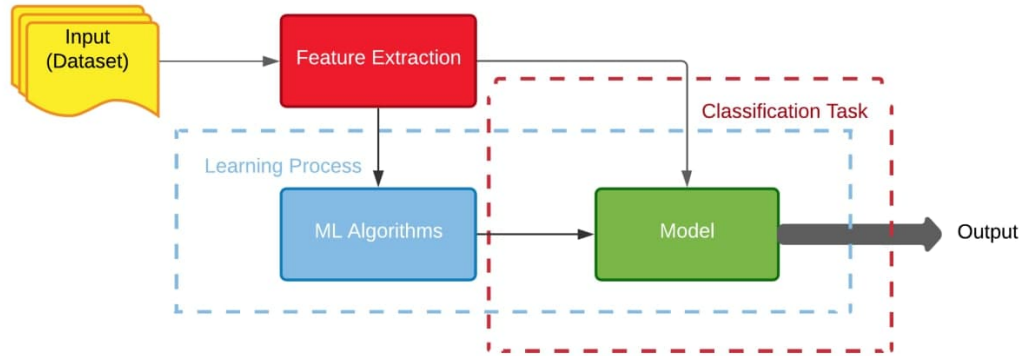 Input
(Dataset)
Feature Extraction
Classification Task
Learning Process
ML Algorithms
Model
Output